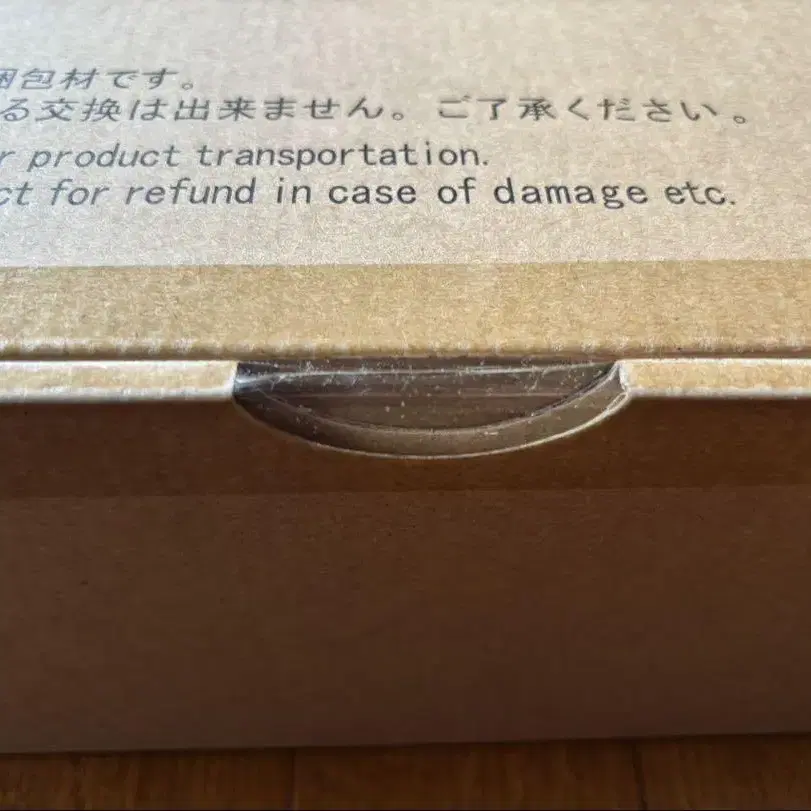 梱包材です。
る交換は出来ません。ご了承ください。
r product transportation.
ct for refund in case of damage etc.